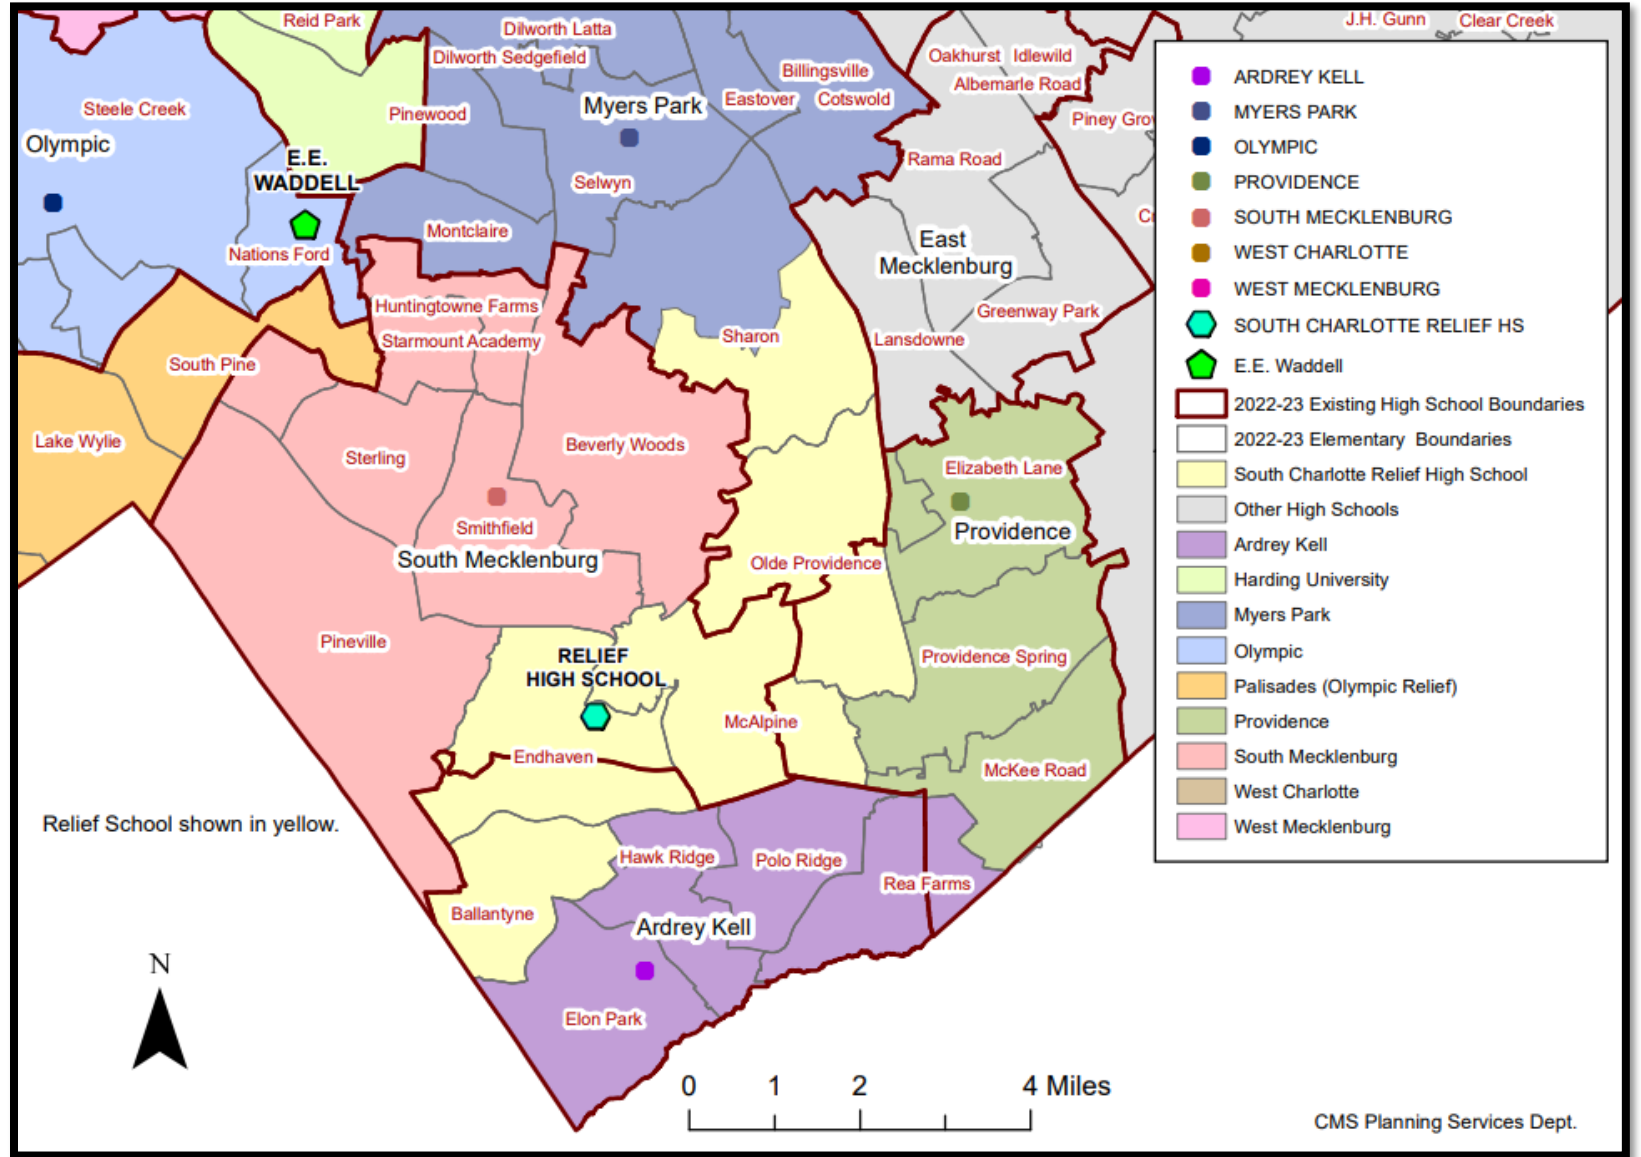 Reid Park
Dilworth Latta
J.H. Gunn
Clear Creek
Dilworth Sedgefield
Oakhurst
Idlewild
Billingsville
Albemarle Road
Steele Creek
Pinewood
Myers Park
Eastover
Cotswold
Olympic
E.E.
WADDELL
Selwyn
Rama Road
Nations Ford
Montclaire
East
Mecklenburg
Huntingtowne Farms
Greenway Park
Starmount Academy
Sharon
Lansdowne
South Pine
Lake Wylie
Sterling
Beverly Woods
Elizabeth Lane
Smithfield
Providence
South Mecklenburg
Olde Providence
Pineville
RELIEF
HIGH SCHOOL
Providence Spring
McAlpine
Endhaven
McKee Road
Relief School shown in yellow.
Hawk Ridge
Polo Ridge
Rea Farms
Ballantyne
Ardrey Kell
Elon Park
N
0 1 2 4 Miles
ARDREY KELL
MYERS PARK
OLYMPIC
PROVIDENCE
SOUTH MECKLENBURG
WEST CHARLOTTE
WEST MECKLENBURG
SOUTH CHARLOTTE RELIEF HS
E.E. Waddell
2022-23 Existing High School Boundaries
2022-23 Elementary Boundaries
South Charlotte Relief High School
Other High Schools
Ardrey Kell
Harding University
Myers Park
Olympic
Palisades (Olympic Relief)
Providence
South Mecklenburg
West Charlotte
West Mecklenburg
CMS Planning Services Dept.